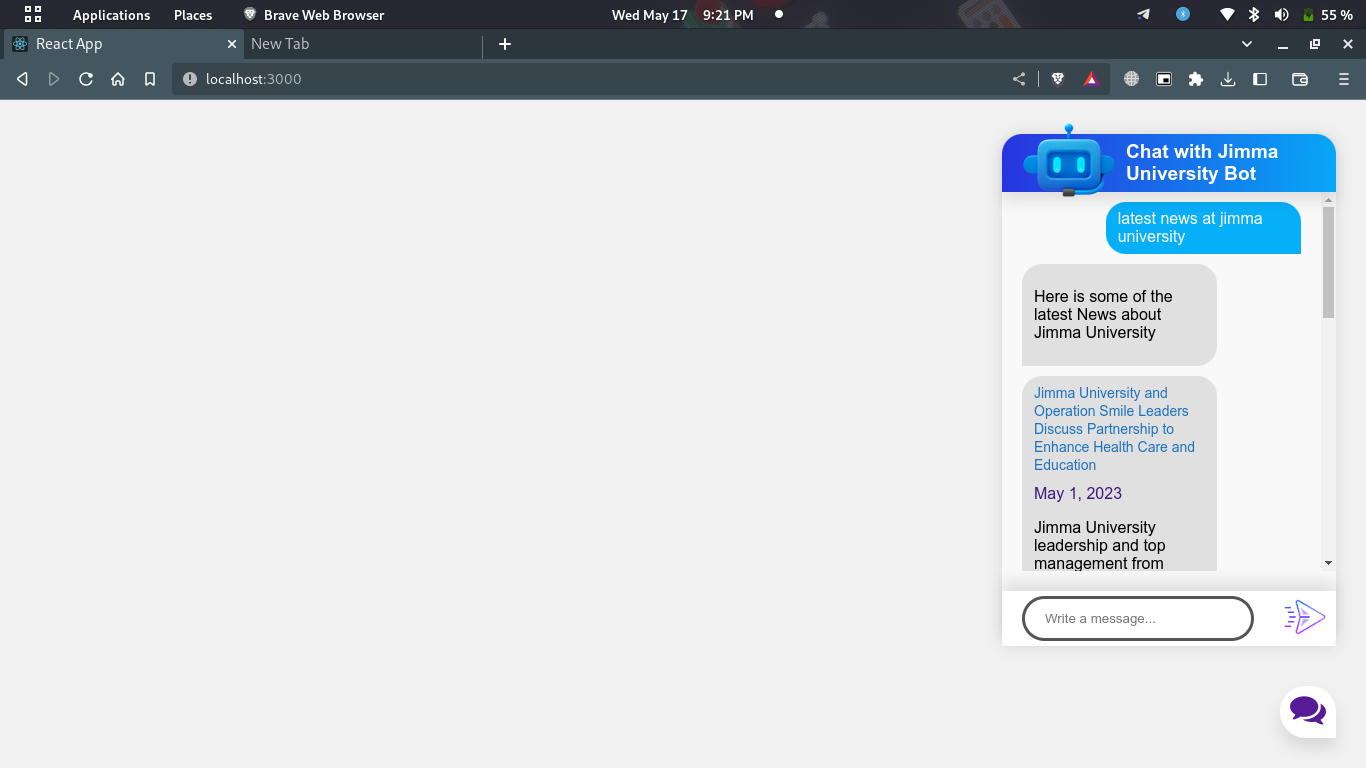 Applications Places Brave Web Browser Wed May 17 9:21 PM 55 %
React App New Tab
localhost:3000
Chat with Jimma
University Bot
latest news at jimma
university
Here is some of the
latest News about
Jimma University
Jimma University and
Operation Smile Leaders
Discuss Partnership to
Enhance Health Care and
Education
May 1, 2023
Jimma University
leadership and top
management from
Write a message...